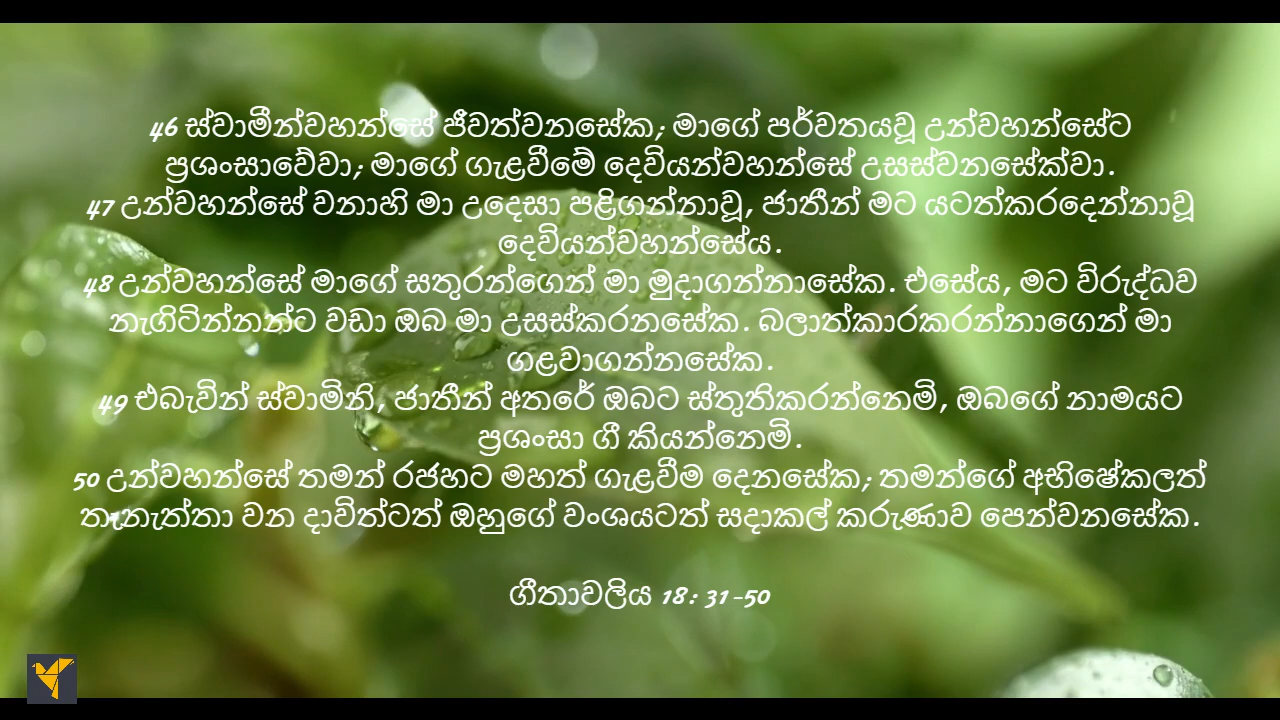 46 ස්වාමීන්වහන්සේ ජීවත්වනසේක; මාගේ පර්වතයවූ උන්වහන්සේට
ප්‍රශංසාවේවා; මාගේ ගැළවීමේ දෙවියන්වහන්සේ උසස්වනසේක්වා.
47 උන්වහන්සේ වනාහි මා උදෙසා පළිගන්නාවූ, ජාතීන් මට යටත්කරදෙන්නාවූ
දෙවියන්වහන්සේය.
48 උන්වහන්සේ මාගේ සතුරන්ගෙන් මා මුදාගන්නාසේක. එසේය, මට විරුද්ධව
නැගිටින්නන්ට වඩා ඔබ මා උසස්කරනසේක. බලාත්කාරකරන්නාගෙන් මා
ගළවාගන්නසේක.
49 එබැවින් ස්වාමිනි, ජාතීන් අතරේ ඔබට ස්තුතිකරන්නෙමි, ඔබගේ නාමයට
ප්‍රශංසා ගී කියන්නෙමි.
50 උන්වහන්සේ තමන් රජහට මහත් ගැළවීම දෙනසේක; තමන්ගේ අභිෂේකලත්
තැනැත්තා වන දාවිත්ටත් ඔහුගේ වංශයටත් සදාකල් කරුණාව පෙන්වනසේක.
ගීතාවලිය 18: 31-50